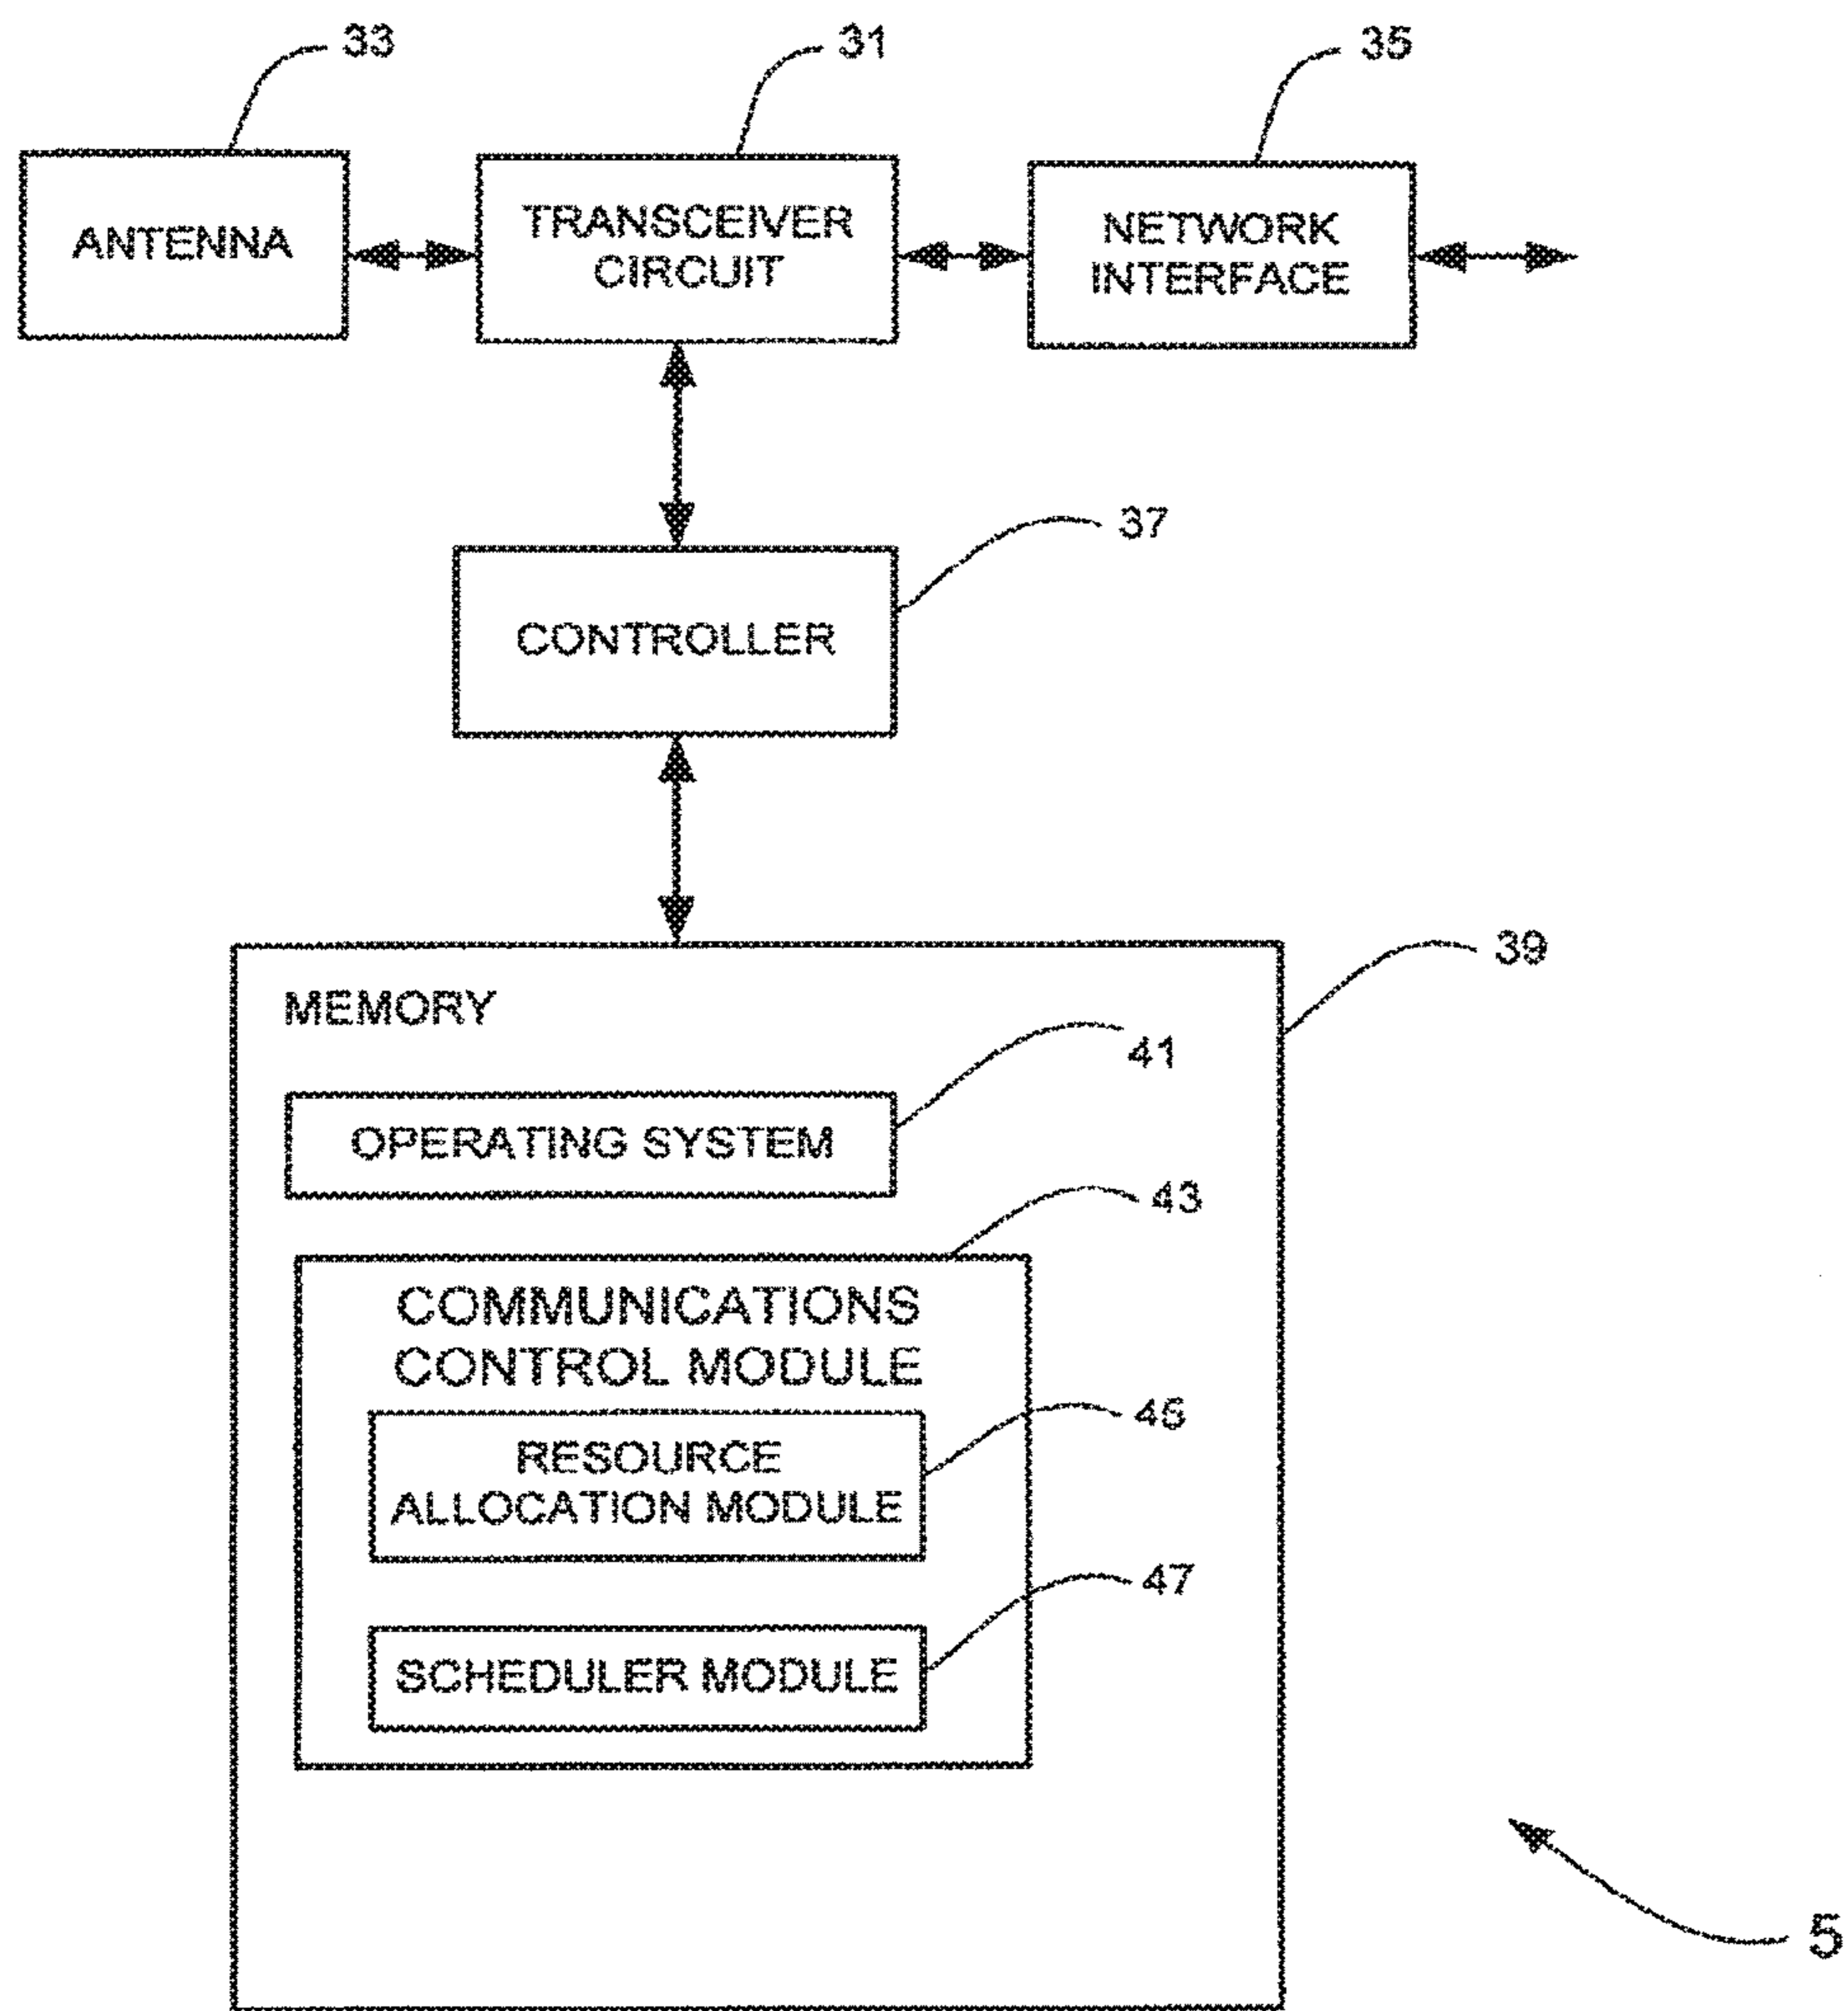 33
31
35
ANTENNA
TRANSCEIVER
CIRCUIT
NETWORK
INTERFACE
37
CONTROLLER
39
MEMORY
41
OPERATING SYSTEM
43
COMMUNICATIONS
CONTROL MODULE
45
RESOURCE
ALLOCATION MODULE
47
SCHEDULER MODULE
5